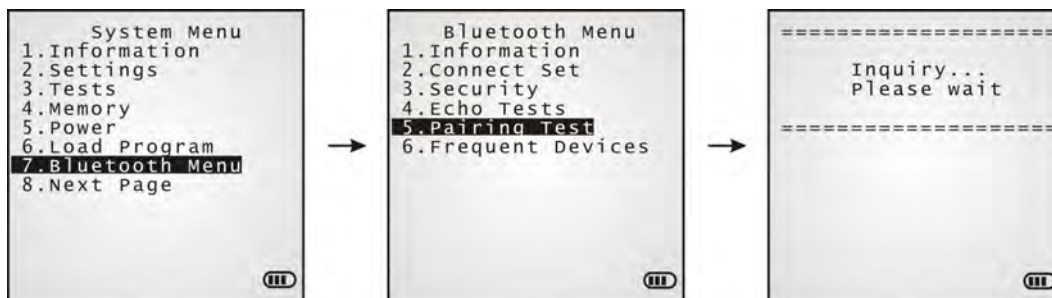 System Menu
1.Information
2.Settings
3.Tests
4.Memory
5.Power
6.Load Program
7.Bluetooth Menu
8.Next Page
Bluetooth Menu
1.Information
2.Connect Set
3.Security
4.Echo Tests
5.Pairing Test
6.Frequent Devices
===================
Inquiry...
Please wait
===================